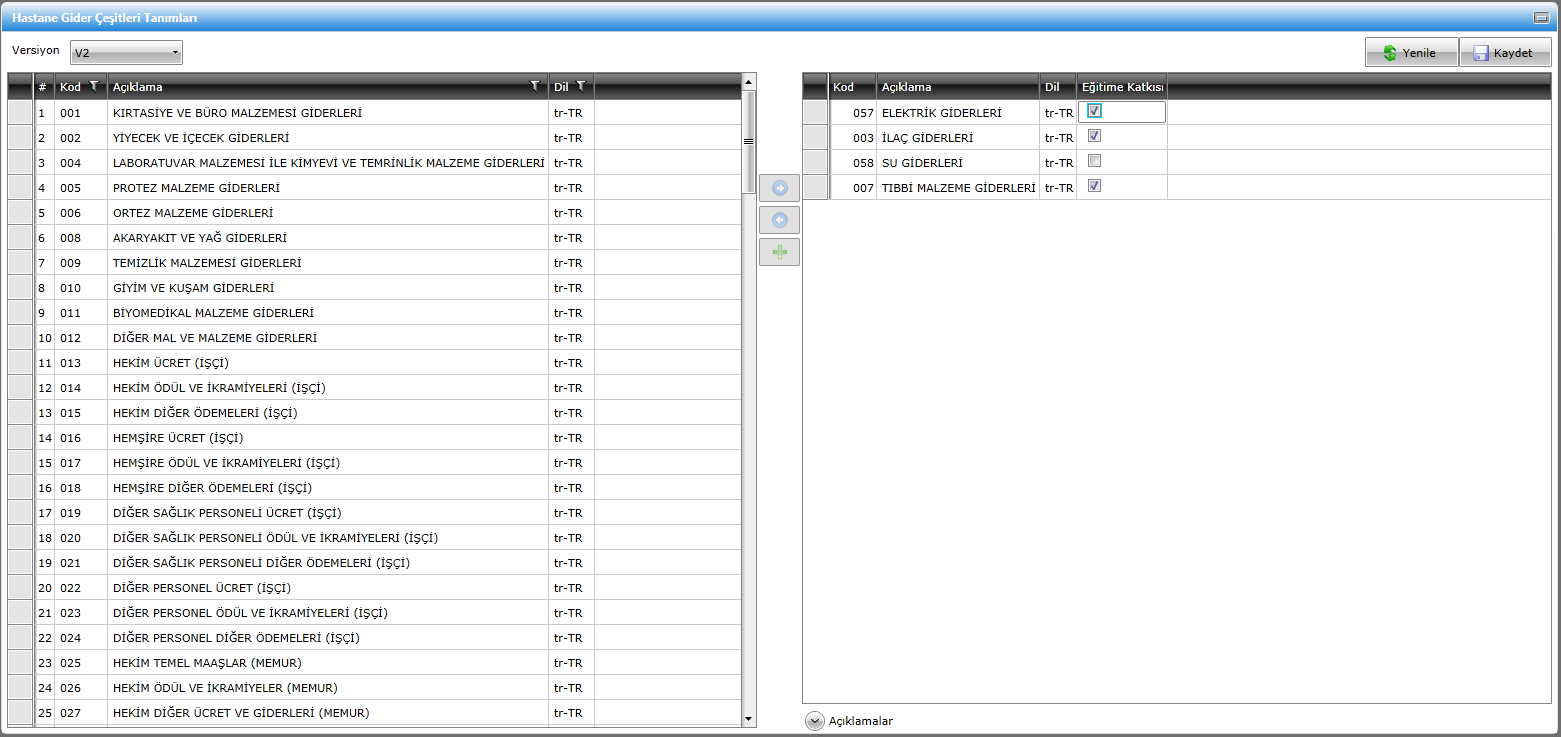 Hastane Gider Çeşitleri Tanımları
Versiyon V2 Yenile Kaydet
# Kod Açıklama Dil
1 001 KIRTASİYE VE BÜRO MALZEMESİ GİDERLERİ tr-TR
2 002 YİYECEK VE İÇECEK GİDERLERİ tr-TR
3 004 LABORATUVAR MALZEMESİ İLE KİMYEVİ VE TEMRİNLİK MALZEME GİDERLERİ tr-TR
4 005 PROTEZ MALZEME GİDERLERİ tr-TR
5 006 ORTEZ MALZEME GİDERLERİ tr-TR
6 008 AKARYAKIT VE YAĞ GİDERLERİ tr-TR
7 009 TEMİZLİK MALZEMESİ GİDERLERİ tr-TR
8 010 GİYİM VE KUŞAM GİDERLERİ tr-TR
9 011 BİYOMEDİKAL MALZEME GİDERLERİ tr-TR
10 012 DİĞER MAL VE MALZEME GİDERLERİ tr-TR
11 013 HEKİM ÜCRET (İŞÇİ) tr-TR
12 014 HEKİM ÖDÜL VE İKRAMİYELERİ (İŞÇİ) tr-TR
13 015 HEKİM DİĞER ÖDEMELERİ (İŞÇİ) tr-TR
14 016 HEMŞİRE ÜCRET (İŞÇİ) tr-TR
15 017 HEMŞİRE ÖDÜL VE İKRAMİYELERİ (İŞÇİ) tr-TR
16 018 HEMŞİRE DİĞER ÖDEMELERİ (İŞÇİ) tr-TR
17 019 DİĞER SAĞLIK PERSONELİ ÜCRET (İŞÇİ) tr-TR
18 020 DİĞER SAĞLIK PERSONELİ ÖDÜL VE İKRAMİYELERİ (İŞÇİ) tr-TR
19 021 DİĞER SAĞLIK PERSONELİ DİĞER ÖDEMELERİ (İŞÇİ) tr-TR
20 022 DİĞER PERSONEL ÜCRET (İŞÇİ) tr-TR
21 023 DİĞER PERSONEL ÖDÜL VE İKRAMİYELERİ (İŞÇİ) tr-TR
22 024 DİĞER PERSONEL DİĞER ÖDEMELERİ (İŞÇİ) tr-TR
23 025 HEKİM TEMEL MAAŞLAR (MEMUR) tr-TR
24 026 HEKİM ÖDÜL VE İKRAMİYELER (MEMUR) tr-TR
25 027 HEKİM DİĞER ÜCRET VE GİDERLERİ (MEMUR) tr-TR
Kod Açıklama Dil Eğitime Katkısı
057 ELEKTRİK GİDERLERİ tr-TR
003 İLAÇ GİDERLERİ tr-TR
058 SU GİDERLERİ tr-TR
007 TIBBİ MALZEME GİDERLERİ tr-TR
Açıklamalar